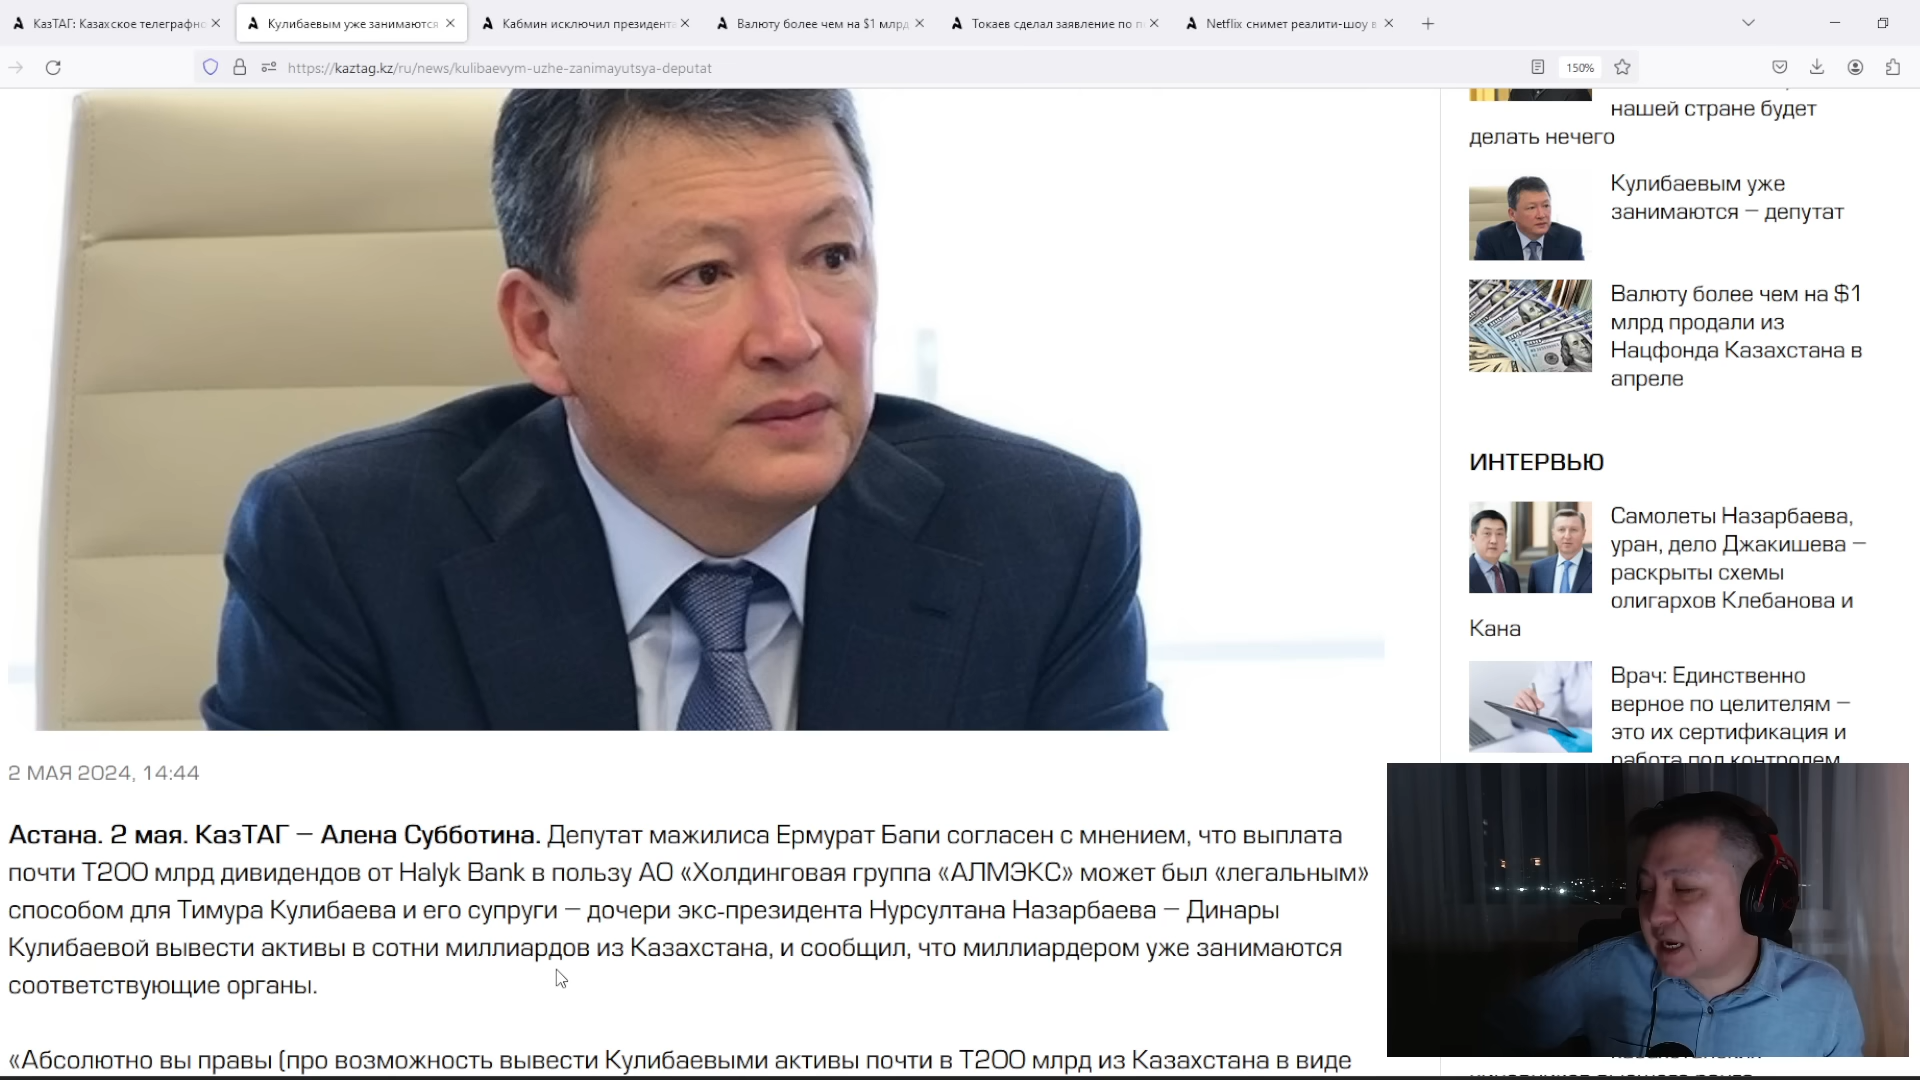 КазТАГ: Казахское телеграфно
Кулибаевым уже занимаются
Кабмин исключил президента
Валюту более чем на $1 млрд
Токаев сделал заявление по п
Netflix снимет реалити-шоу в
https://kaztag.kz/ru/news/kulibaevym-uzhe-zanimayutsya-deputat
150%
нашей стране будет
делать нечего
Кулибаевым уже
занимаются – депутат
Валюту более чем на $1
млрд продали из
Нацфонда Казахстана в
апреле
ИНТЕРВЬЮ
Самолеты Назарбаева,
уран, дело Джакишева –
раскрыты схемы
олигархов Клебанова и
Кана
Врач: Единственно
верное по целителям –
это их сертификация и
работа под контролем
2 МАЯ 2024, 14:44
Астана. 2 мая. КазТАГ – Алена Субботина. Депутат мажилиса Ермурат Бапи согласен с мнением, что выплата
почти Т200 млрд дивидендов от Halyk Bank в пользу АО «Холдинговая группа «АЛМЭКС» может был «легальным»
способом для Тимура Кулибаева и его супруги – дочери экс-президента Нурсултана Назарбаева – Динары
Кулибаевой вывести активы в сотни миллиардов из Казахстана, и сообщил, что миллиардером уже занимаются
соответствующие органы.
«Абсолютно вы правы (про возможность вывести Кулибаевыми активы почти в Т200 млрд из Казахстана в виде